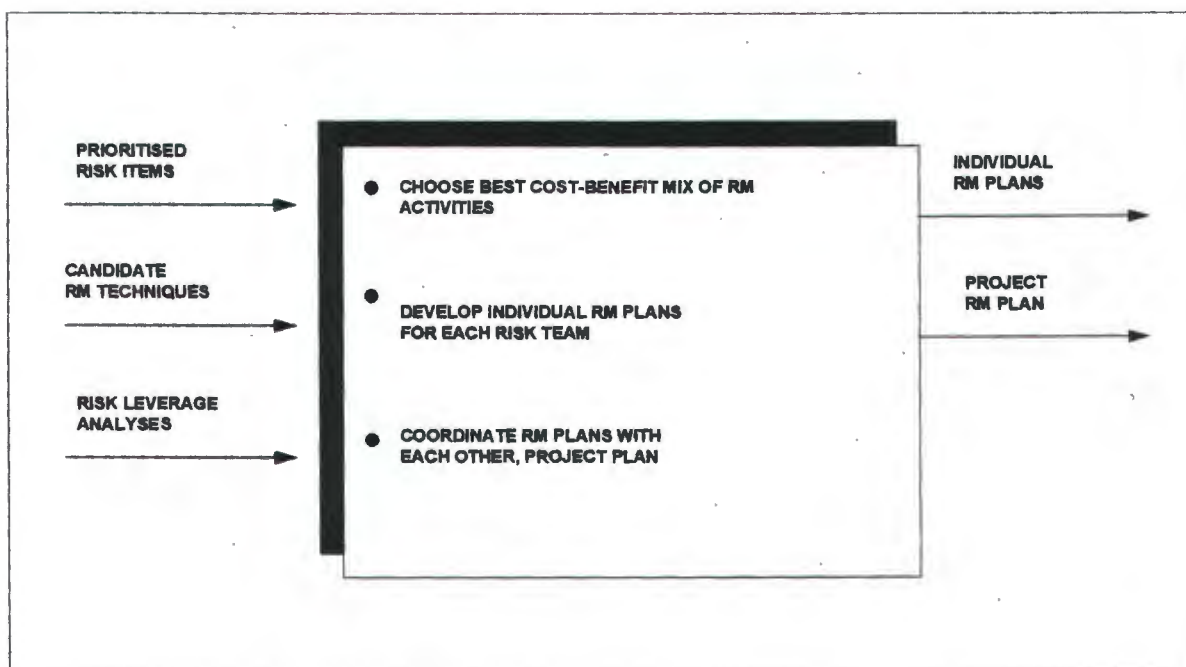 PRIORITISED
RISK ITEMS
CANDIDATE
RM TECHNIQUES
RISK LEVERAGE
ANALYSES
● CHOOSE BEST COST-BENEFIT MIX OF RM
ACTIVITIES
● DEVELOP INDIVIDUAL RM PLANS
FOR EACH RISK TEAM
● COORDINATE RM PLANS WITH
EACH OTHER, PROJECT PLAN
INDIVIDUAL
RM PLANS
PROJECT
RM PLAN